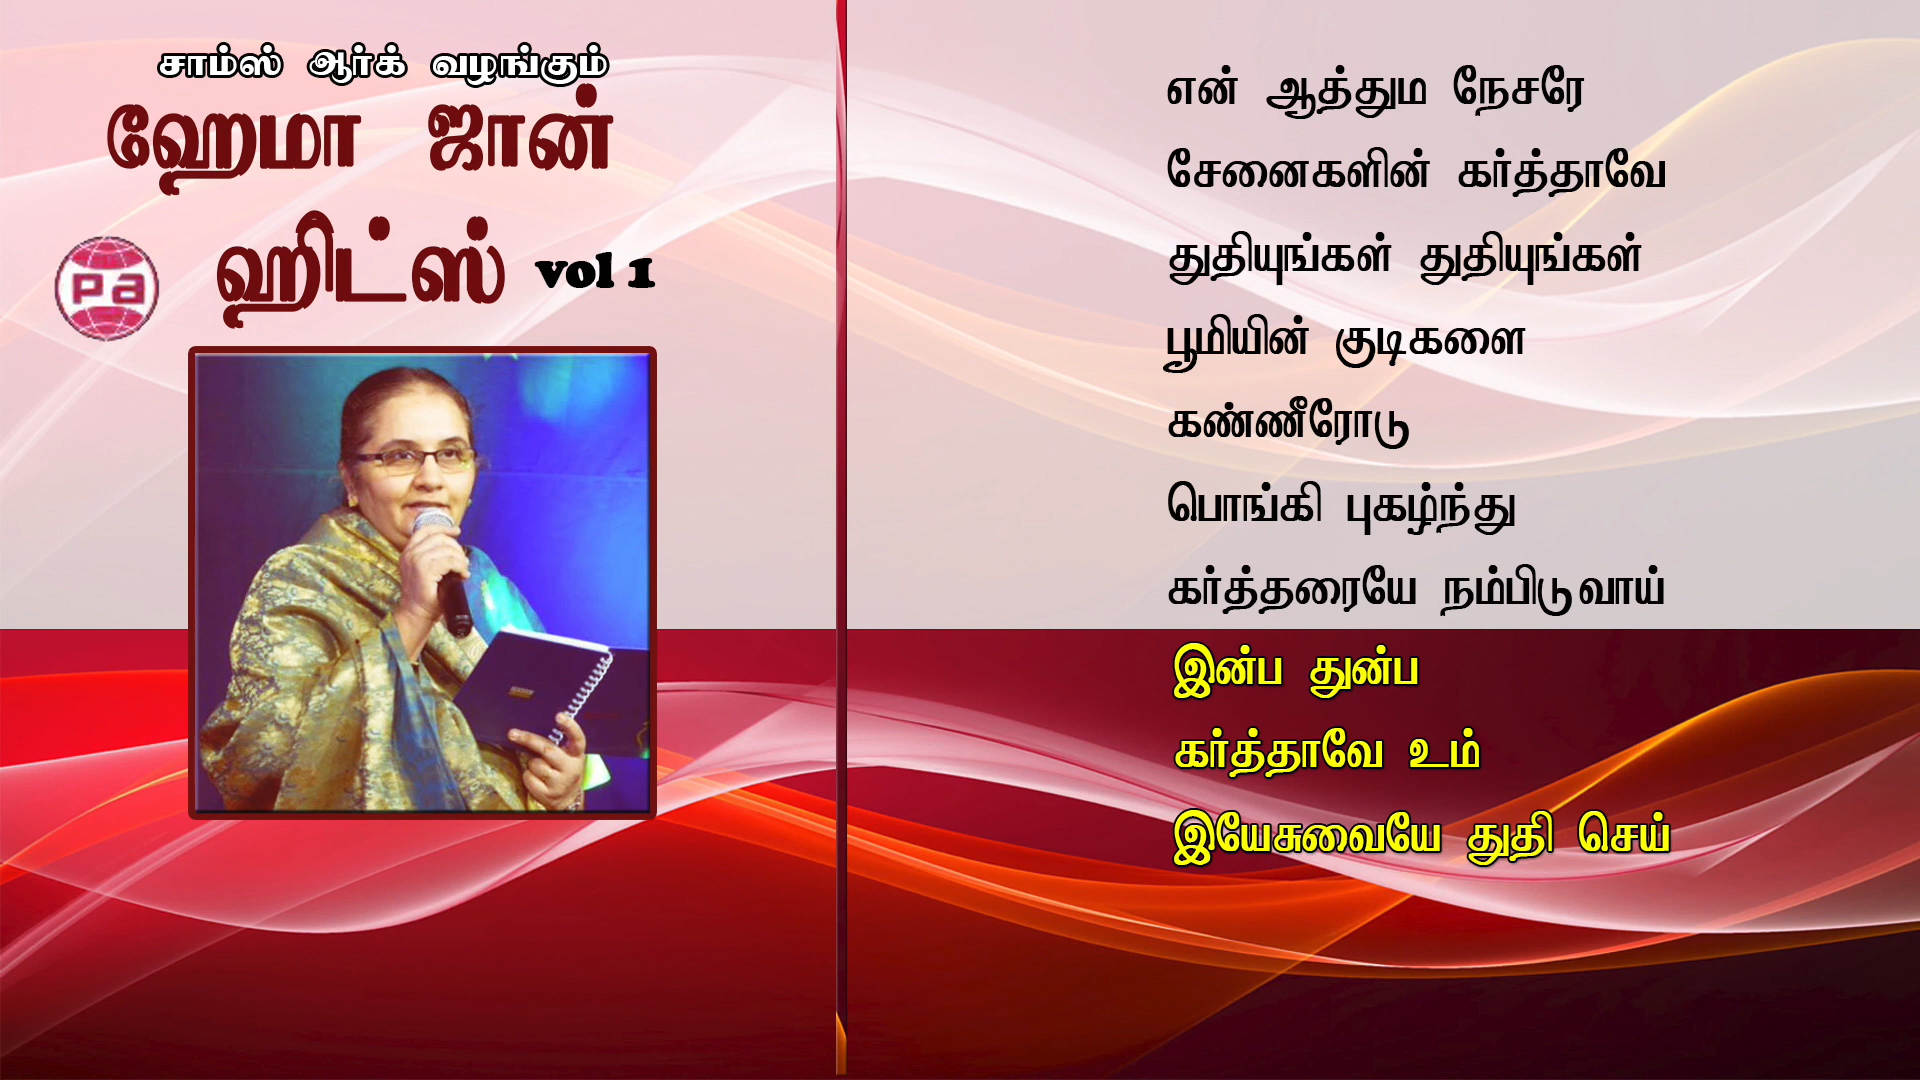 சாம்ஸ் ஆர்க் வழங்கும்
ஹேமா ஜான்
ஹிட்ஸ் vol 1
Pa
என் ஆத்தும நேசரே
சேனைகளின் கர்த்தாவே
துதியுங்கள் துதியுங்கள்
பூமியின் குடிகளை
கண்ணீரோடு
பொங்கி புகழ்ந்து
கர்த்தரையே நம்பிடுவாய்
இன்ப துன்ப
கர்த்தாவே உம்
இயேசுவையே துதி செய்